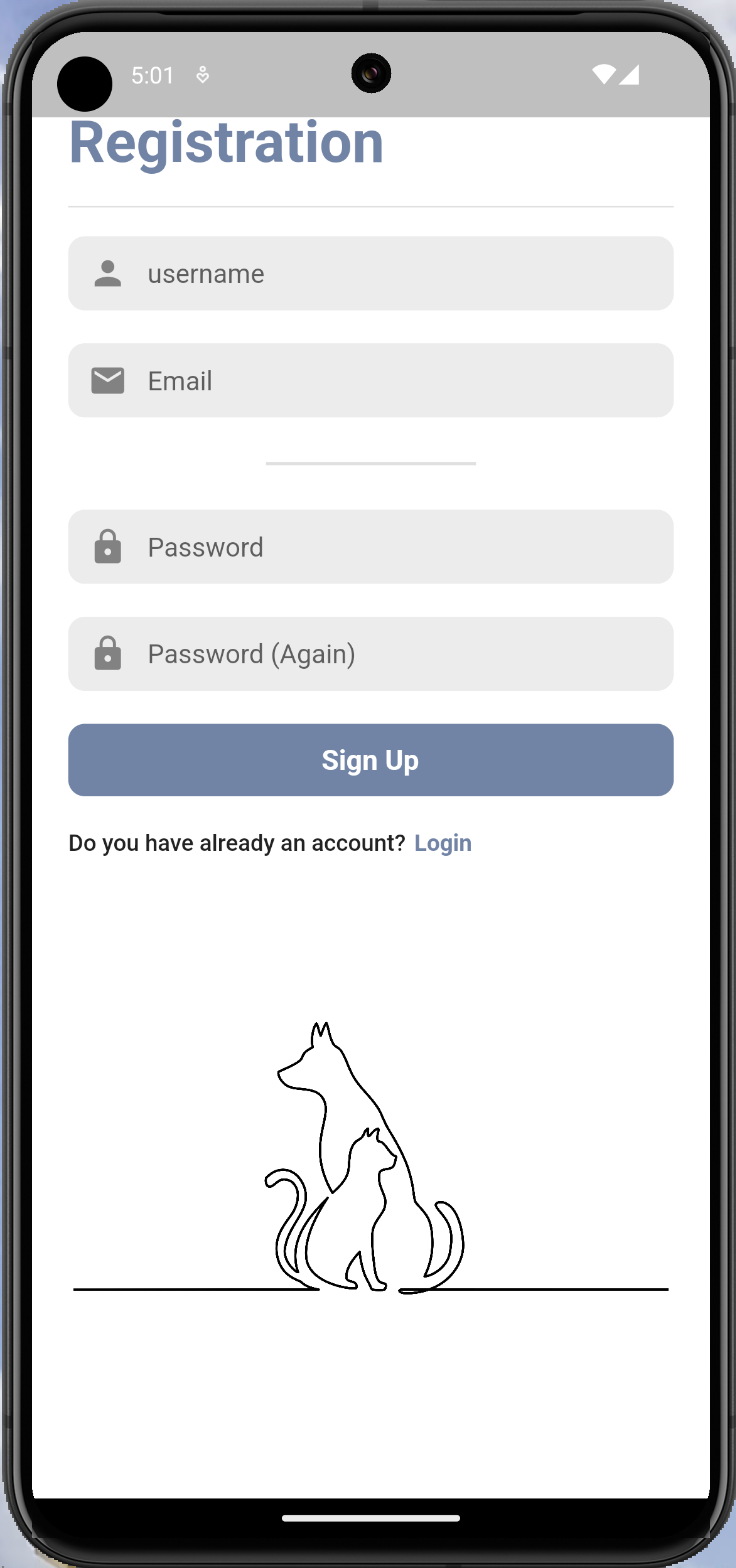 5:01
Registration
username
Email
Password
Password (Again)
Sign Up
Do you have already an account? Login